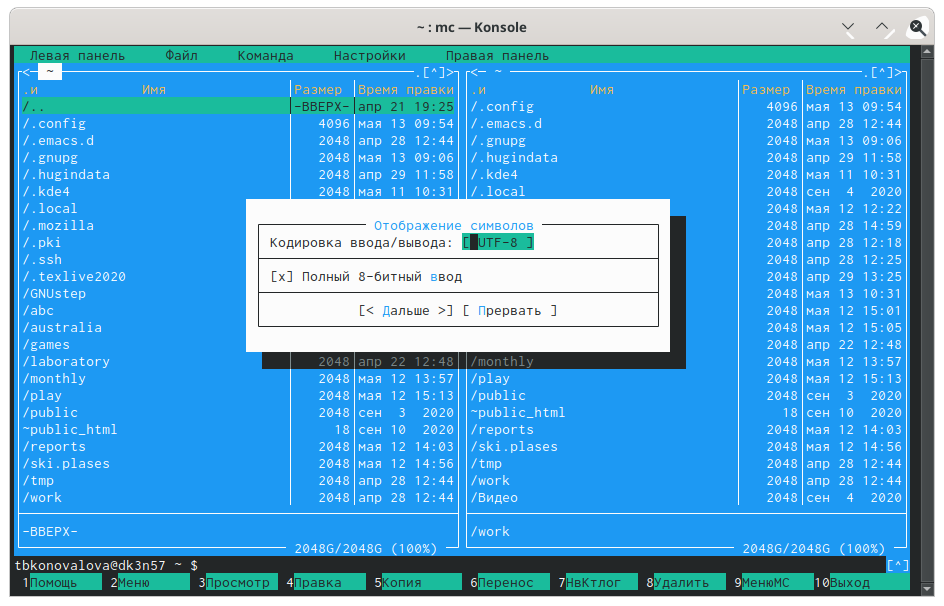 ~ : mc — Konsole
Левая панель Файл Команда Настройки Правая панель
<— ~ .[^]>
.и Имя Размер Время правки
/.. -ВВЕРХ- апр 21 19:25
/.config 4096 мая 13 09:54
/.emacs.d 2048 апр 28 12:44
/.gnupg 2048 мая 13 09:06
/.hugindata 2048 апр 29 11:58
/.kde4 2048 мая 11 10:31
/.local
/.mozilla
/.pki
/.ssh
/.texlive2020
/GNUstep
/abc
/australia
/games
/laboratory 2048 апр 22 12:48
/monthly 2048 мая 12 13:57
/play 2048 мая 12 15:13
/public 2048 сен 3 2020
~public_html 18 сен 10 2020
/reports 2048 мая 12 14:03
/ski.plases 2048 мая 12 14:56
/tmp 2048 апр 28 12:44
/work 2048 апр 28 12:44
-ВВЕРХ-
2048G/2048G (100%)
<— ~ .[^]>
.и Имя Размер Время правки
/.config 4096 мая 13 09:54
/.emacs.d 2048 апр 28 12:44
/.gnupg 2048 мая 13 09:06
/.hugindata 2048 апр 29 11:58
/.kde4 2048 мая 11 10:31
/.local 2048 сен 4 2020
2048 мая 12 12:22
2048 апр 28 14:59
2048 апр 28 12:18
2048 апр 28 12:25
2048 апр 29 13:25
2048 мая 13 10:31
2048 мая 12 15:01
2048 мая 12 15:05
2048 апр 22 12:48
/monthly 2048 мая 12 13:57
/play 2048 мая 12 15:13
/public 2048 сен 3 2020
~public_html 18 сен 10 2020
/reports 2048 мая 12 14:03
/ski.plases 2048 мая 12 14:56
/tmp 2048 апр 28 12:44
/work 2048 апр 28 12:44
/Видео 2048 сен 4 2020
/work
2048G/2048G (100%)
Отображение символов
Кодировка ввода/вывода: [ UTF-8 ]
[x] Полный 8-битный ввод
[< Дальше >] [ Прервать ]
tbkonovalova@dk3n57 ~ $ [^]
1Помощь 2Меню 3Просмотр 4Правка 5Копия 6Перенос 7НвКтлог 8Удалить 9МенюМС 10Выход